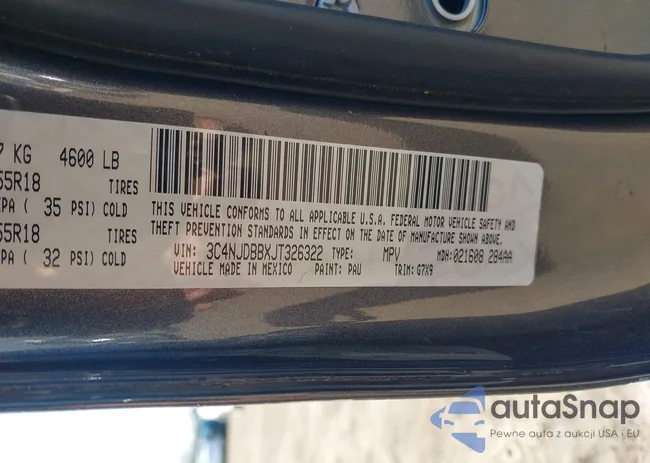 7 KG 4600 LB
55R18 TIRES
PA ( 35 PSI) COLD
55R18 TIRES
PA ( 32 PSI) COLD
THIS VEHICLE CONFORMS TO ALL APPLICABLE U.S.A. FEDERAL MOTOR VEHICLE SAFETY AND
THEFT PREVENTION STANDARDS IN EFFECT ON THE DATE OF MANUFACTURE SHOWN ABOVE.
VIN: 3C4NJDBBXJT326322 TYPE: MPV MDH: 021608 284AA
VEHICLE MADE IN MEXICO PAINT: PAU TRIM: G7X9
autaSnap
Pewne auta z aukcji USA i EU